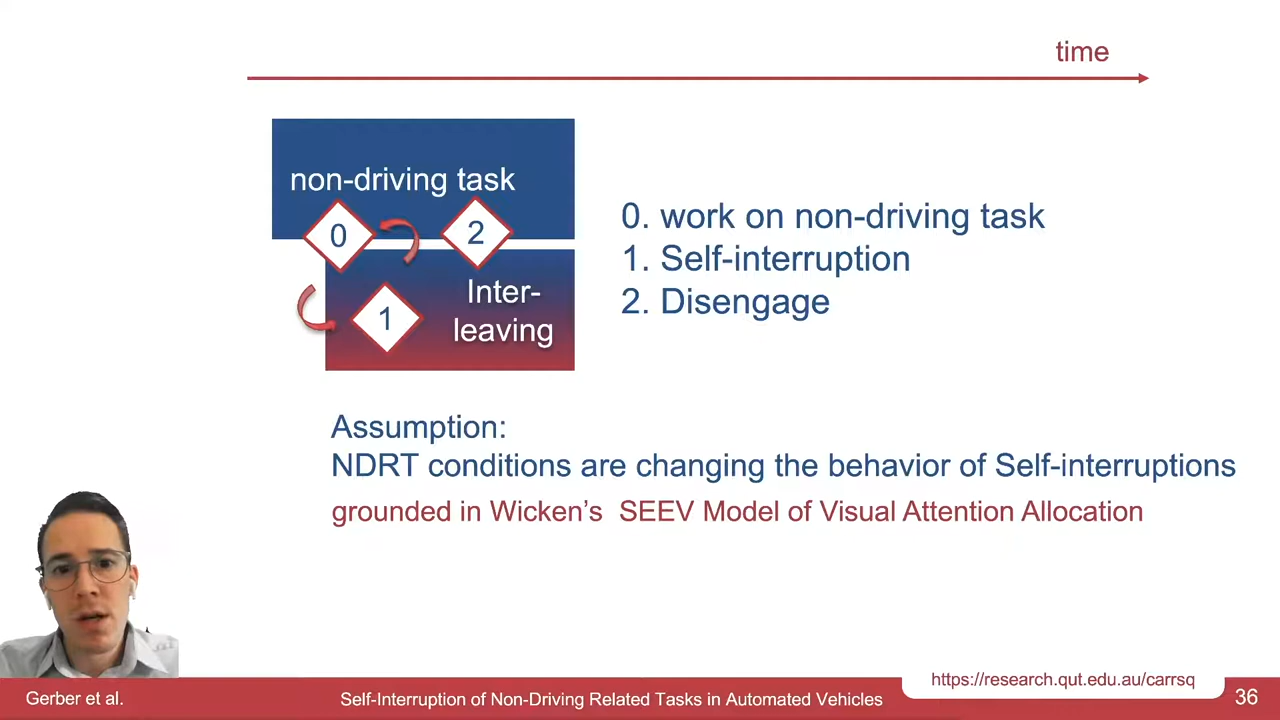 time
non-driving task
0
2
1
Inter-
leaving
0. work on non-driving task
1. Self-interruption
2. Disengage
Assumption:
NDRT conditions are changing the behavior of Self-interruptions
grounded in Wicken's SEEV Model of Visual Attention Allocation
https://research.qut.edu.au/carrsq
Gerber et al.
Self-Interruption of Non-Driving Related Tasks in Automated Vehicles
36